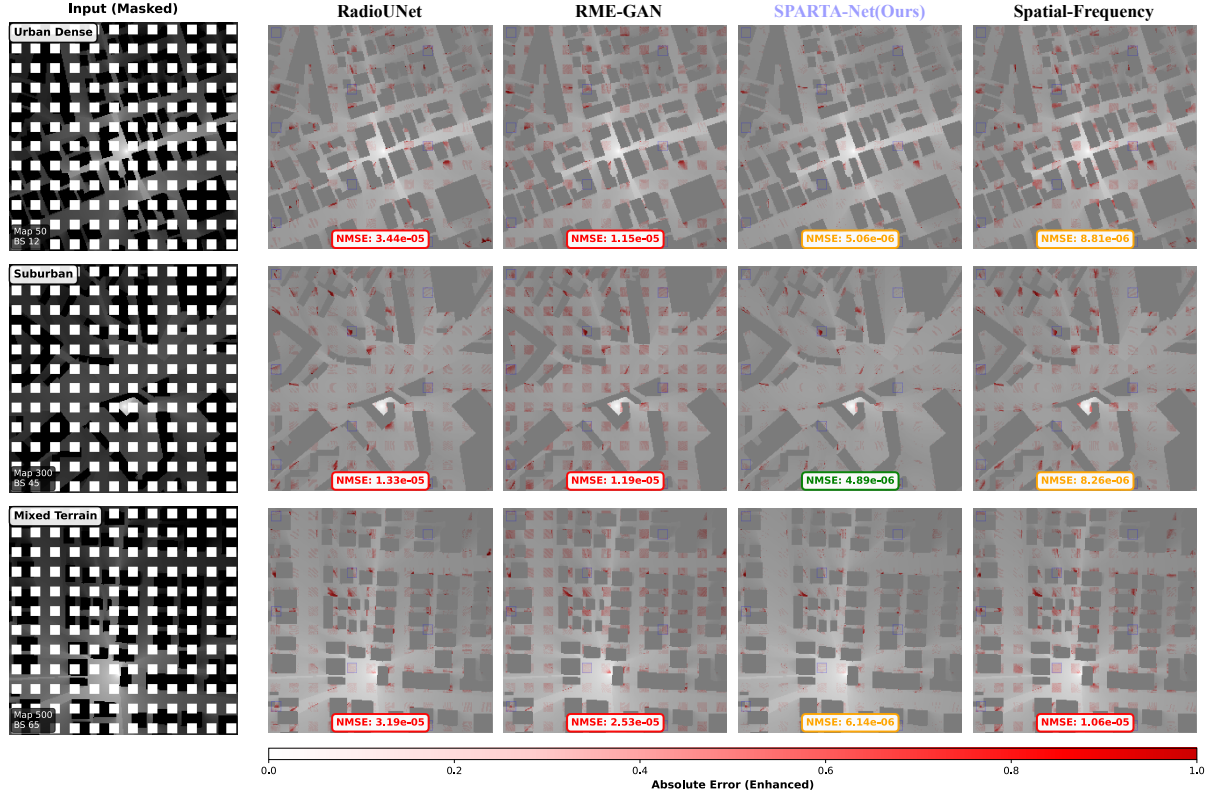 Input (Masked)
RadioUNet
RME-GAN
SPARTA-Net(Ours)
Spatial-Frequency
Urban Dense
Map 50
BS 12
NMSE: 3.44e-05
NMSE: 1.15e-05
NMSE: 5.06e-06
NMSE: 8.81e-06
Suburban
Map 300
BS 45
NMSE: 1.33e-05
NMSE: 1.19e-05
NMSE: 4.89e-06
NMSE: 8.26e-06
Mixed Terrain
Map 500
BS 65
NMSE: 3.19e-05
NMSE: 2.53e-05
NMSE: 6.14e-06
NMSE: 1.06e-05
0.0 0.2 0.4 0.6 0.8 1.0
Absolute Error (Enhanced)